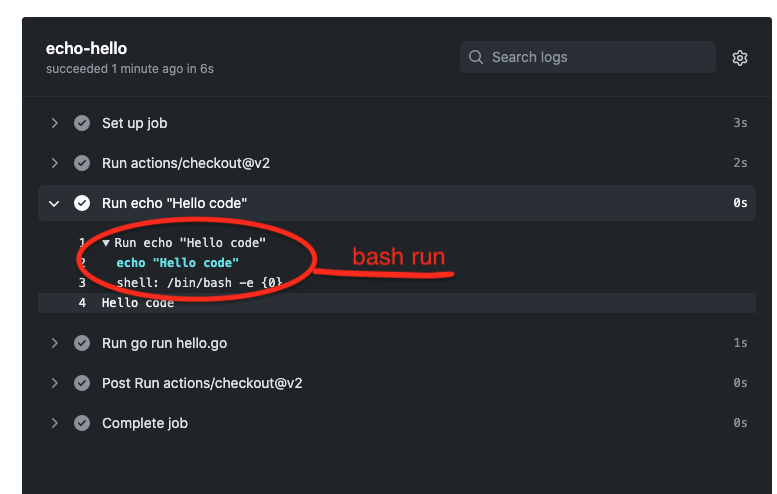 echo-hello
succeeded 1 minute ago in 6s
Search logs
Set up job 3s
Run actions/checkout@v2 2s
Run echo "Hello code" 0s
1 ▼ Run echo "Hello code"
2 echo "Hello code"
3 shell: /bin/bash -e {0}
bash run
4 Hello code
Run go run hello.go 1s
Post Run actions/checkout@v2 0s
Complete job 0s